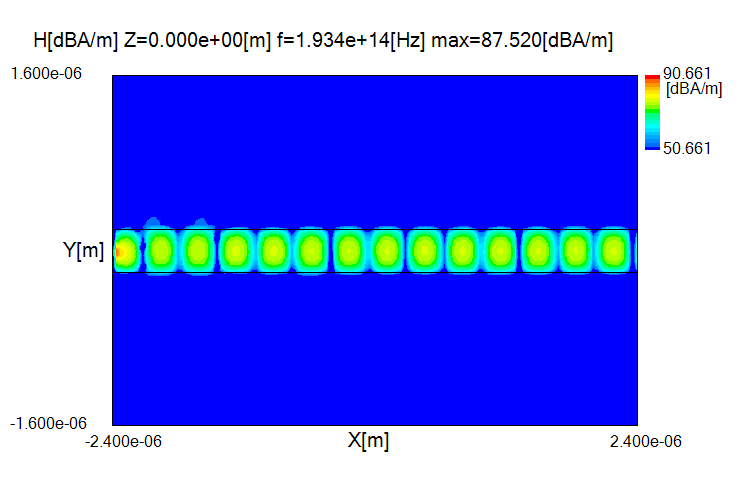 H[dBA/m] Z=0.000e+00[m] f=1.934e+14[Hz] max=87.520[dBA/m]
1.600e-06
90.661
[dBA/m]
50.661
Y[m]
-1.600e-06
-2.400e-06
X[m]
2.400e-06